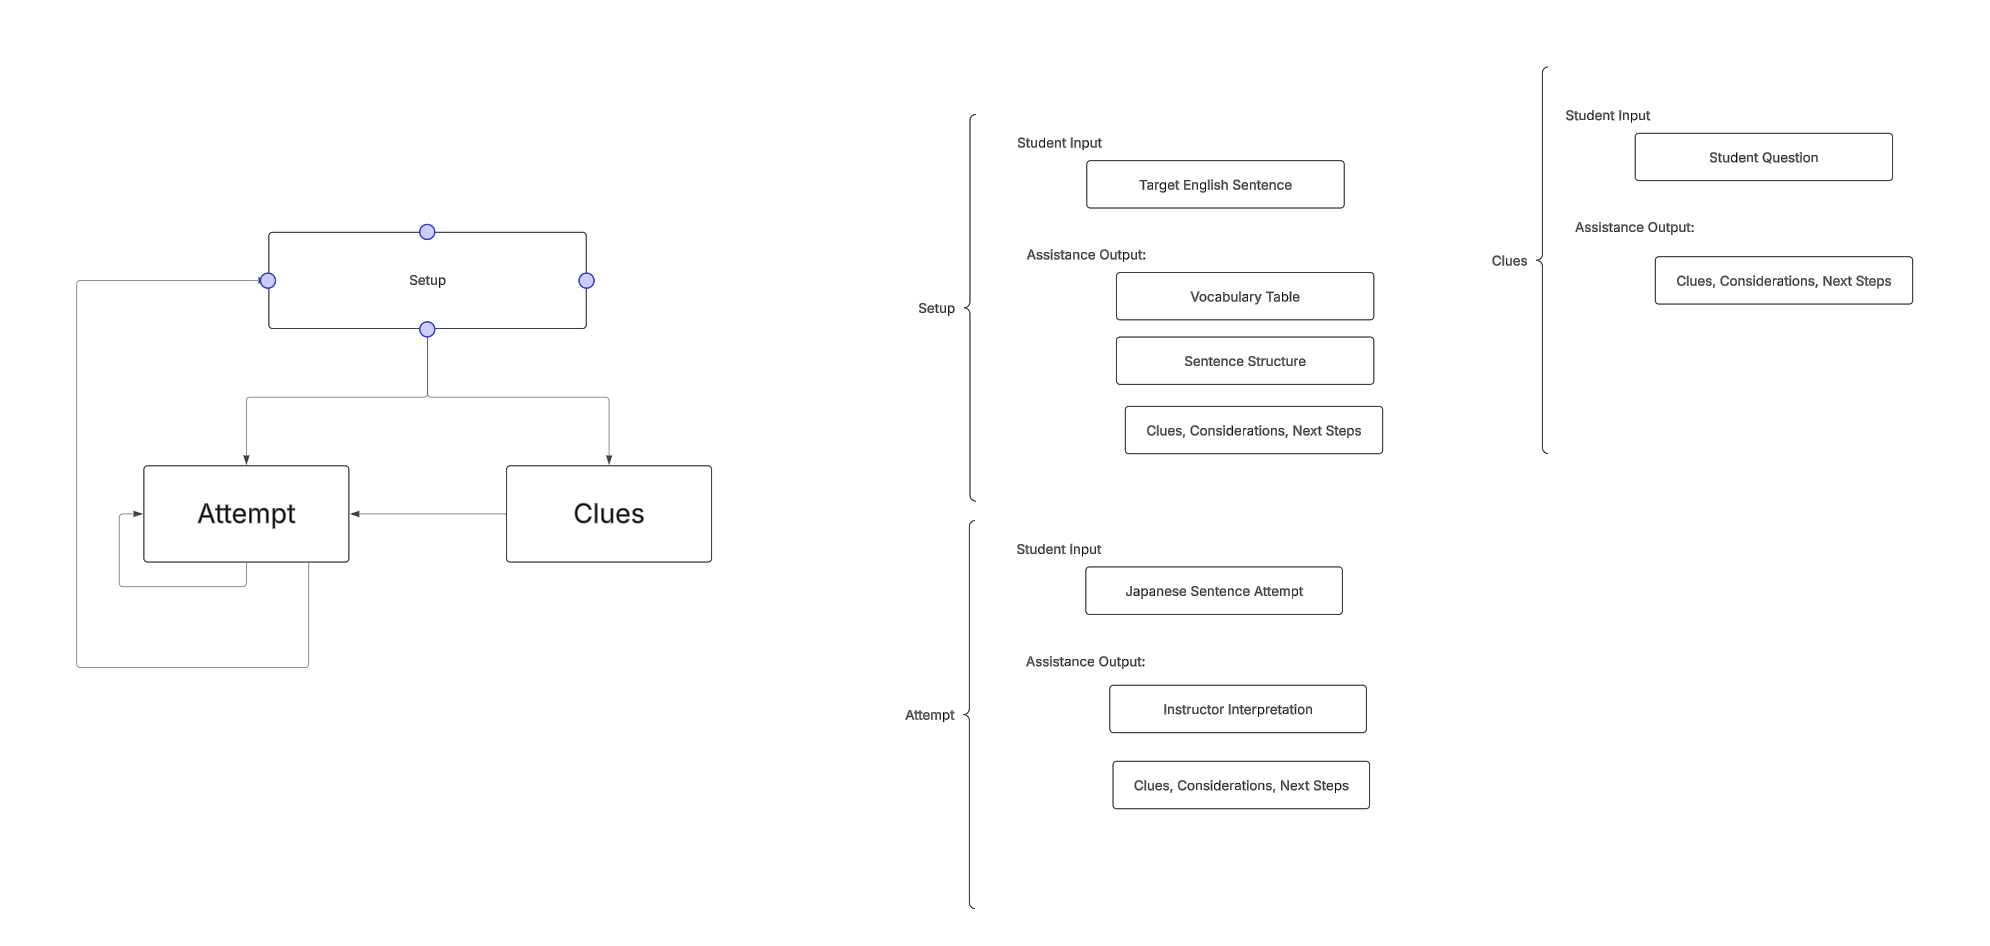 Setup
Attempt
Clues
Setup
Student Input
Target English Sentence
Assistance Output:
Vocabulary Table
Sentence Structure
Clues, Considerations, Next Steps
Attempt
Student Input
Japanese Sentence Attempt
Assistance Output:
Instructor Interpretation
Clues, Considerations, Next Steps
Clues
Student Input
Student Question
Assistance Output:
Clues, Considerations, Next Steps